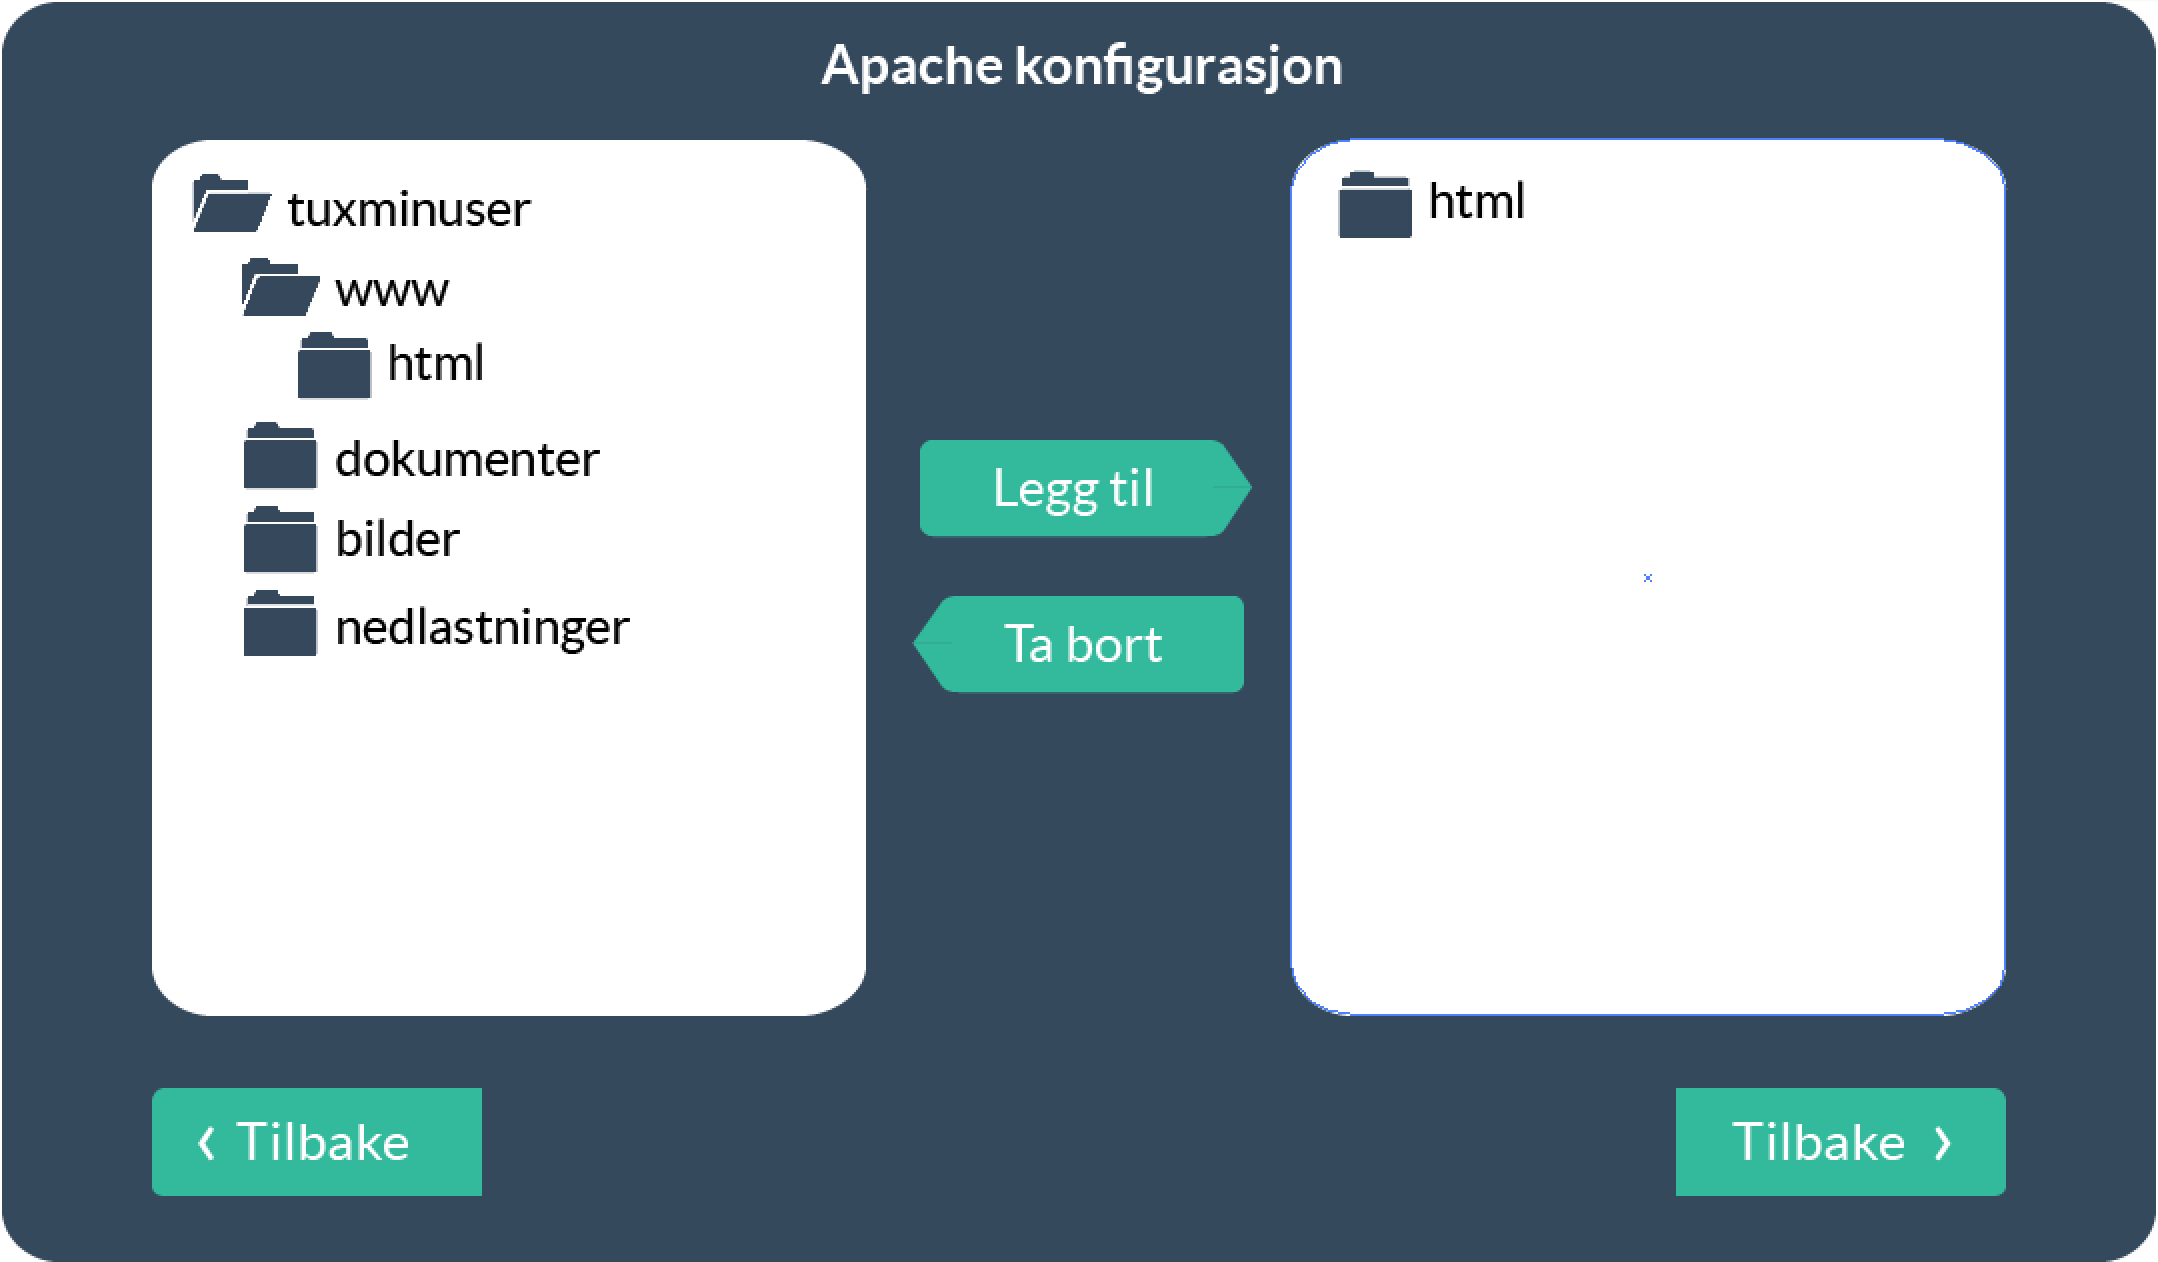 Apache konfigurasjon
tuxminuser
www
html
dokumenter
bilder
nedlastninger
Legg til
Ta bort
html
‹ Tilbake
Tilbake ›